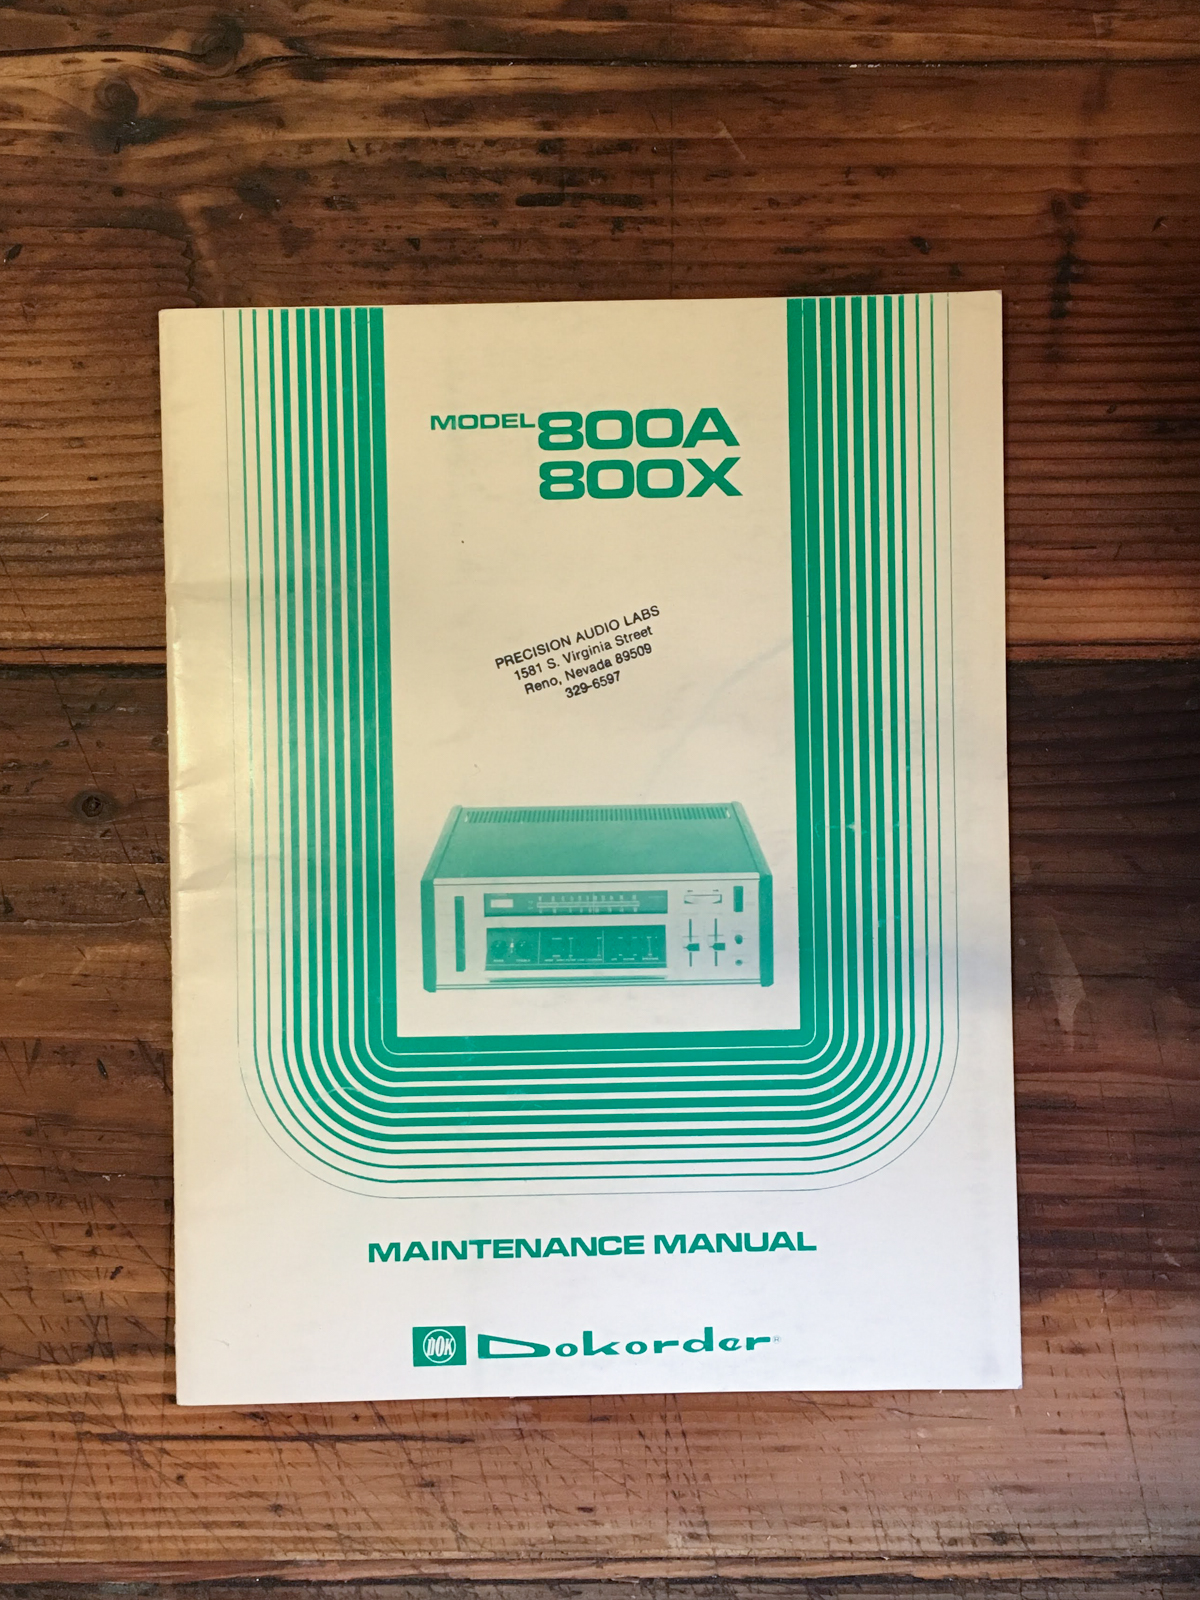 MODEL 800A
800X
PRECISION AUDIO LABS
1581 S. Virginia Street
Reno, Nevada 89509
329-6597
MAINTENANCE MANUAL
DOK Dokorder®